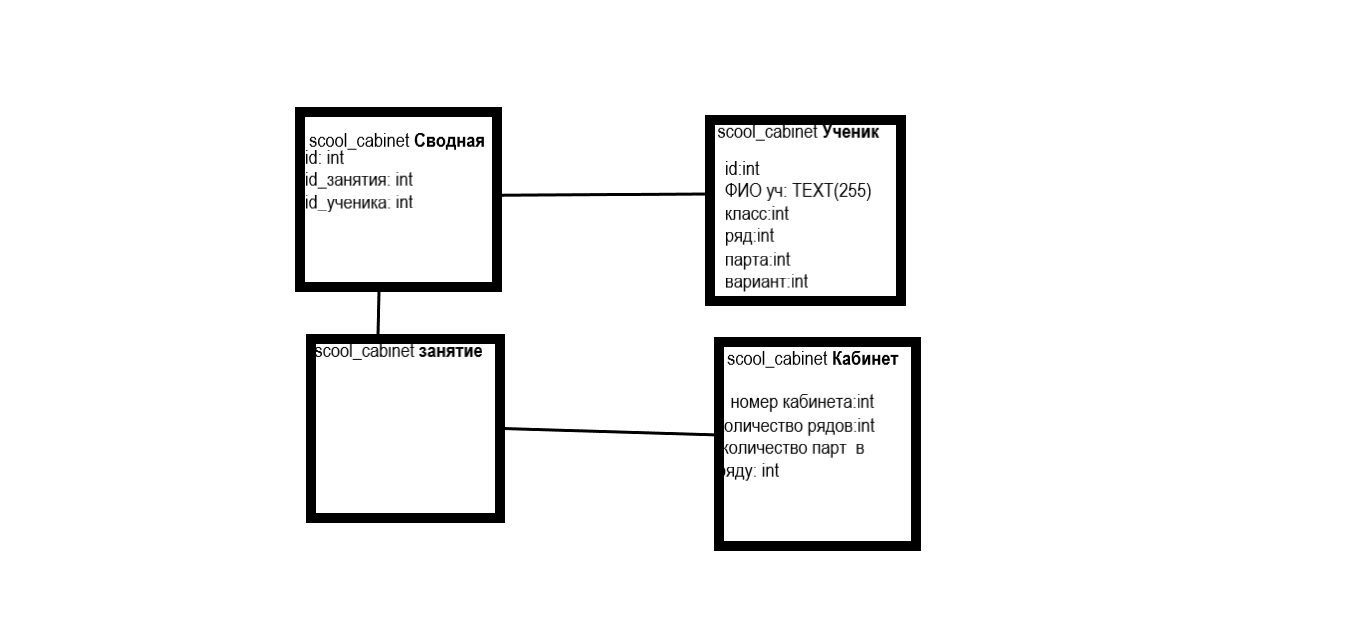 scool_cabinet Сводная
id: int
id_занятия: int
id_ученика: int
scool_cabinet Ученик
id:int
ФИО уч: TEXT(255)
класс:int
ряд:int
парта:int
вариант:int
scool_cabinet занятие
scool_cabinet Кабинет
номер кабинета:int
оличество рядов:int
количество парт в
ряду: int